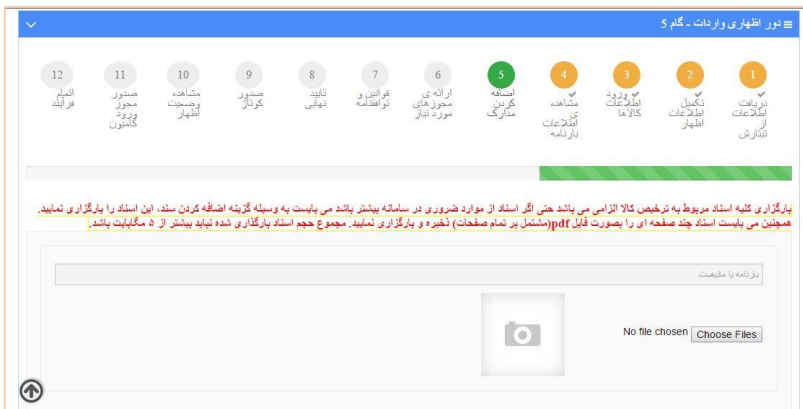 دور اظهاری واردات - گام 5
1
دریافت
اطلاعات
از
ثبتارش
2
تکمیل
اطلاعات
اظهار
3
ورود
اطلاعات
کالاها
4
مشاهده
ی
اطلاعات
بارنامه
5
اضافه
کردن
مدارک
6
ارائه ی
مجوز های
مورد نیاز
7
قوانین و
توافقنامه
8
تایید
نهایی
9
صدور
کوتاژ
10
مشاهده
وضعیت
اظهار
11
صدور
مجوز
ورود
کامیون
12
اتمام
فرآیند
بارگزاری کلیه اسناد مربوط به ترخیص کالا الزامی می باشد حتی اگر اسناد از موارد ضروری در سامانه بیشتر باشد می بایست به وسیله گزینه اضافه کردن سند، این اسناد را بارگزاری نمایید.
همچنین می بایست اسناد چند صفحه ای را بصورت فایل pdf(مشتمل بر تمام صفحات) ذخیره و بارگزاری نمایید. مجموع حجم اسناد بارگذاری شده نباید بیشتر از ۵ مگابایت باشد.
بارنامه یا مانیفست
Choose Files No file chosen